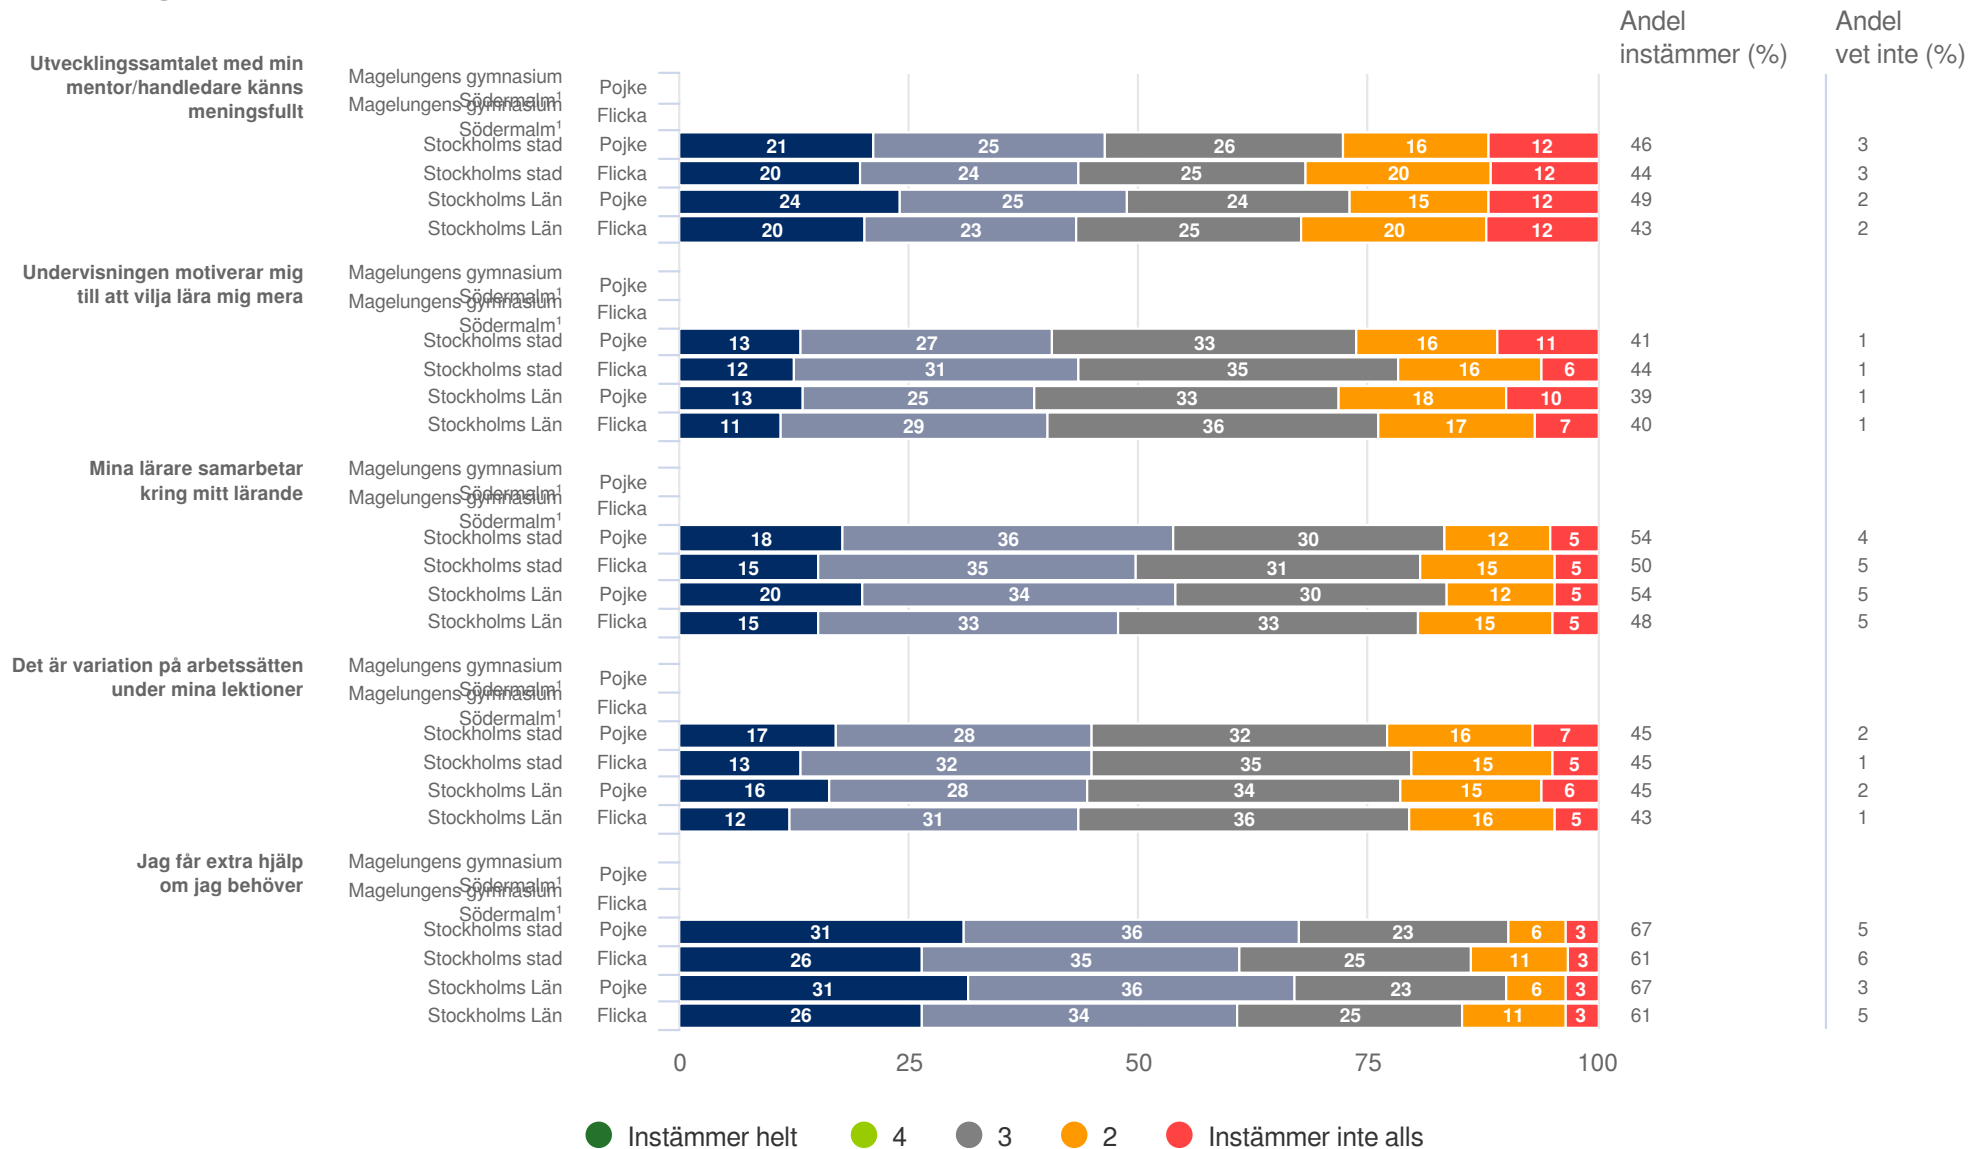 Andel
instämmer (%)
Andel
vet inte (%)
Utvecklingssamtalet med min
mentor/handledare känns
meningsfullt
Magelungens gymnasium
Södermalm¹
Pojke
Magelungens gymnasium
Södermalm¹
Flicka
Stockholms stad Pojke 21 25 26 16 12 46 3
Stockholms stad Flicka 20 24 25 20 12 44 3
Stockholms Län Pojke 24 25 24 15 12 49 2
Stockholms Län Flicka 20 23 25 20 12 43 2
Undervisningen motiverar mig
till att vilja lära mig mera
Magelungens gymnasium
Södermalm¹
Pojke
Magelungens gymnasium
Södermalm¹
Flicka
Stockholms stad Pojke 13 27 33 16 11 41 1
Stockholms stad Flicka 12 31 35 16 6 44 1
Stockholms Län Pojke 13 25 33 18 10 39 1
Stockholms Län Flicka 11 29 36 17 7 40 1
Mina lärare samarbetar
kring mitt lärande
Magelungens gymnasium
Södermalm¹
Pojke
Magelungens gymnasium
Södermalm¹
Flicka
Stockholms stad Pojke 18 36 30 12 5 54 4
Stockholms stad Flicka 15 35 31 15 5 50 5
Stockholms Län Pojke 20 34 30 12 5 54 5
Stockholms Län Flicka 15 33 33 15 5 48 5
Det är variation på arbetssätten
under mina lektioner
Magelungens gymnasium
Södermalm¹
Pojke
Magelungens gymnasium
Södermalm¹
Flicka
Stockholms stad Pojke 17 28 32 16 7 45 2
Stockholms stad Flicka 13 32 35 15 5 45 1
Stockholms Län Pojke 16 28 34 15 6 45 2
Stockholms Län Flicka 12 31 36 16 5 43 1
Jag får extra hjälp
om jag behöver
Magelungens gymnasium
Södermalm¹
Pojke
Magelungens gymnasium
Södermalm¹
Flicka
Stockholms stad Pojke 31 36 23 6 3 67 5
Stockholms stad Flicka 26 35 25 11 3 61 6
Stockholms Län Pojke 31 36 23 6 3 67 3
Stockholms Län Flicka 26 34 25 11 3 61 5
0 25 50 75 100
Instämmer helt 4 3 2 Instämmer inte alls